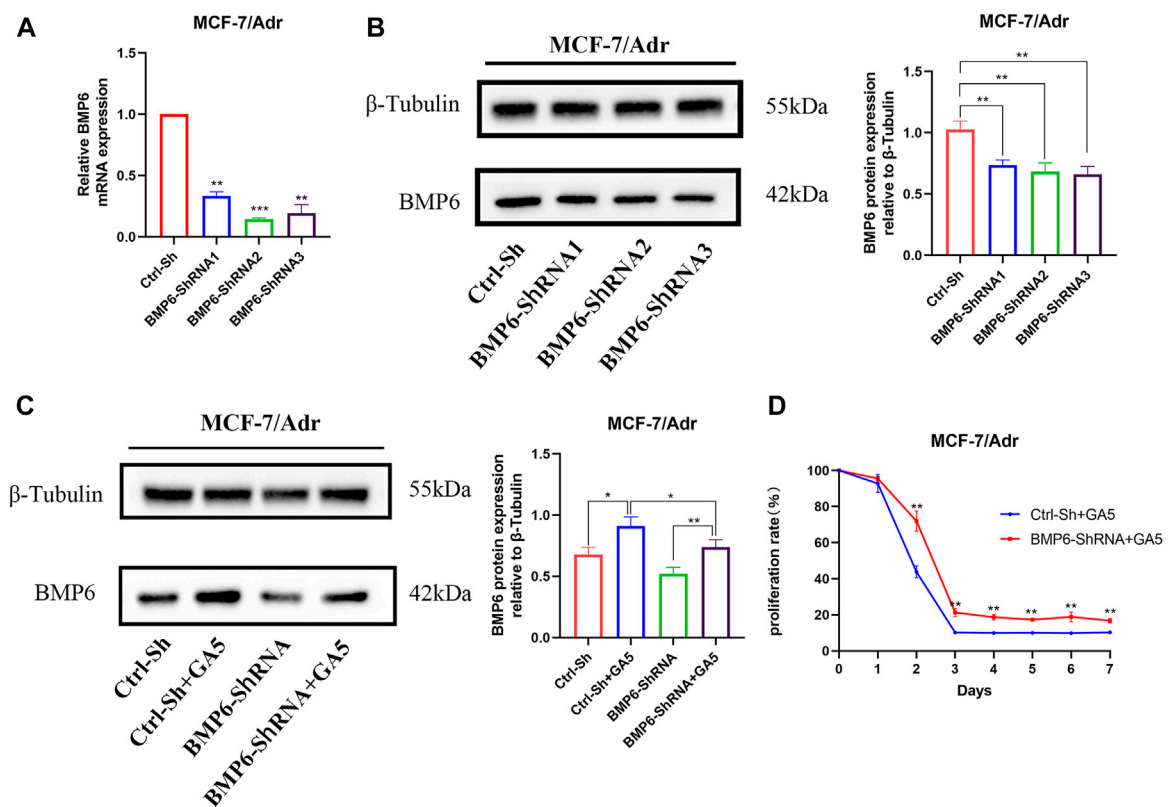 A
MCF-7/Adr
Relative BMP6
mRNA expression
1.5
1.0
0.5
0.0
**
***
**
Ctrl-Sh
BMP6-ShRNA1
BMP6-ShRNA2
BMP6-ShRNA3
B
MCF-7/Adr
β-Tubulin
55kDa
BMP6
42kDa
Ctrl-Sh
BMP6-ShRNA1
BMP6-ShRNA2
BMP6-ShRNA3
MCF-7/Adr
BMP6 protein expression
relative to β-Tubulin
1.5
1.0
0.5
0.0
**
**
**
Ctrl-Sh
BMP6-ShRNA1
BMP6-ShRNA2
BMP6-ShRNA3
C
MCF-7/Adr
β-Tubulin
55kDa
BMP6
42kDa
Ctrl-Sh
Ctrl-Sh+GA5
BMP6-ShRNA
BMP6-ShRNA+GA5
MCF-7/Adr
BMP6 protein expression
relative to β-Tubulin
1.5
1.0
0.5
0.0
*
*
**
Ctrl-Sh
Ctrl-Sh+GA5
BMP6-ShRNA
BMP6-ShRNA+GA5
D
MCF-7/Adr
proliferation rate(%)
100
80
60
40
20
0
**
**
**
**
**
**
Ctrl-Sh+GA5
BMP6-ShRNA+GA5
0 1 2 3 4 5 6 7
Days